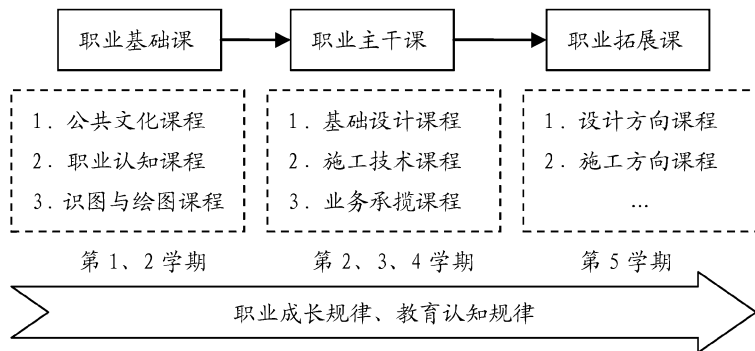 职业基础课
职业主干课
职业拓展课
1. 公共文化课程
2. 职业认知课程
3. 识图与绘图课程
1. 基础设计课程
2. 施工技术课程
3. 业务承揽课程
1. 设计方向课程
2. 施工方向课程
…
第 1、2 学期
第 2、3、4 学期
第 5 学期
职业成长规律、教育认知规律